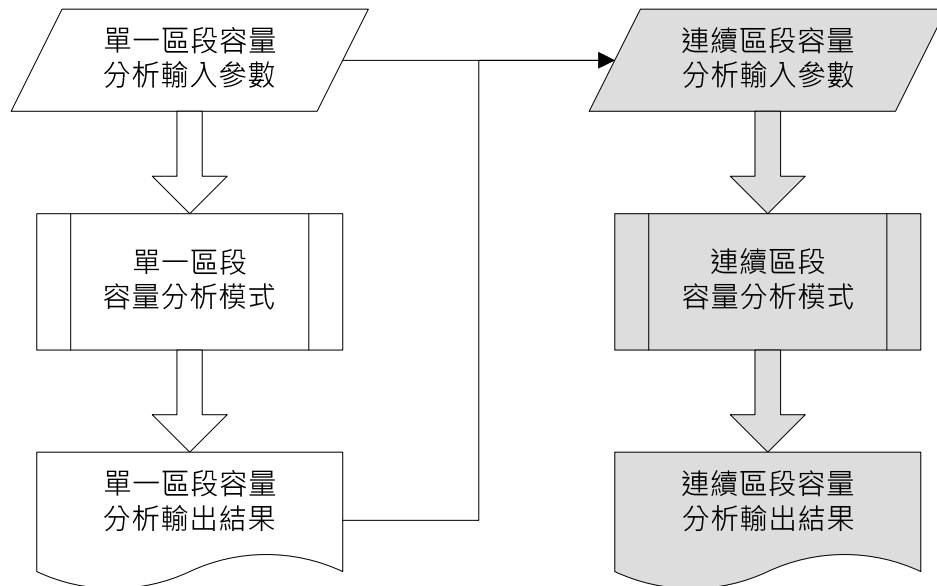 單一區段容量
分析輸入參數
單一區段
容量分析模式
單一區段容量
分析輸出結果
連續區段容量
分析輸入參數
連續區段
容量分析模式
連續區段容量
分析輸出結果